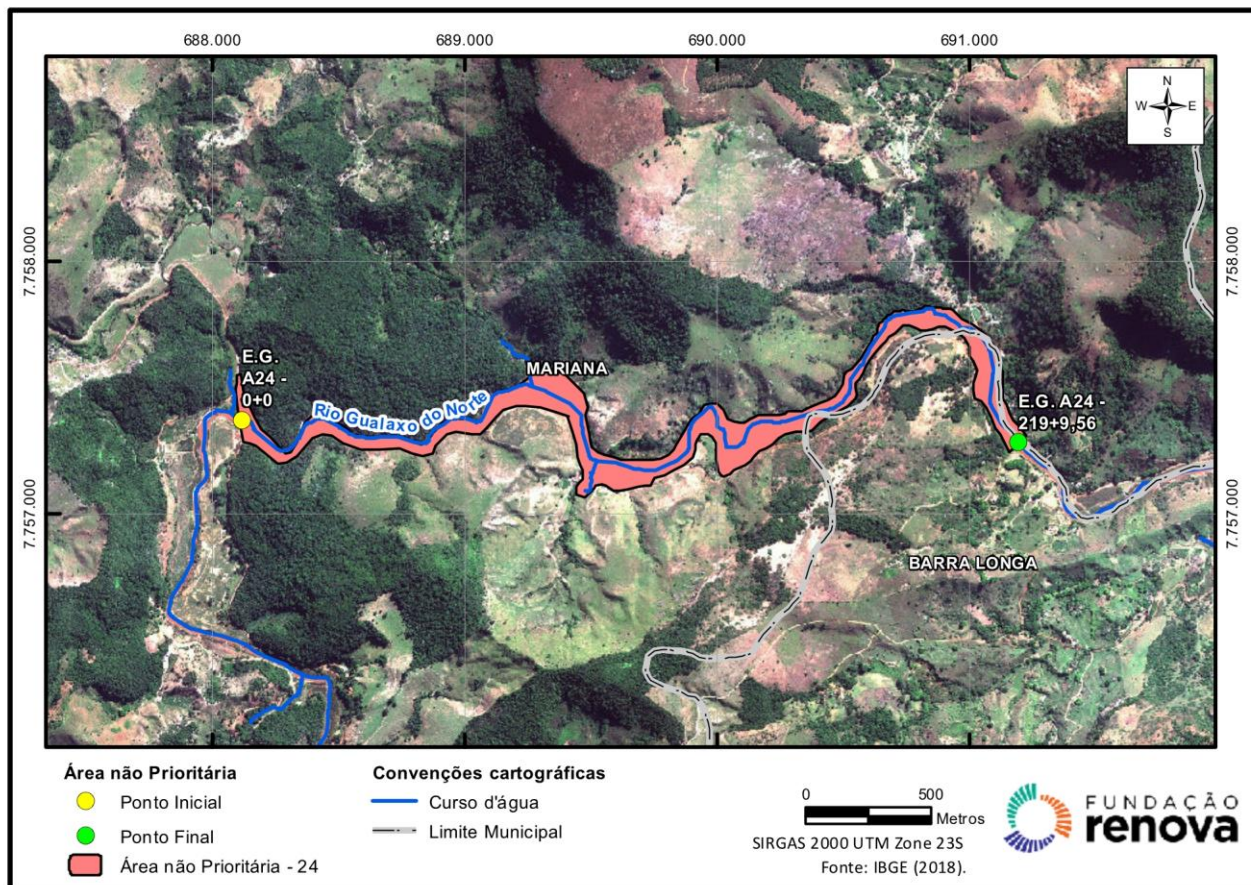 688.000
689.000
690.000
691.000
N
W
E
S
7.758.000
7.758.000
E.G.
A24 -
0+0
MARIANA
Rio Gualaxo do Norte
E.G. A24 -
219+9,56
7.757.000
7.757.000
BARRA LONGA
Área não Prioritária
Ponto Inicial
Ponto Final
Área não Prioritária - 24
Convenções cartográficas
Curso d'água
Limite Municipal
0
500
Metros
SIRGAS 2000 UTM Zone 23S
Fonte: IBGE (2018).
FUNDAÇÃO
renova